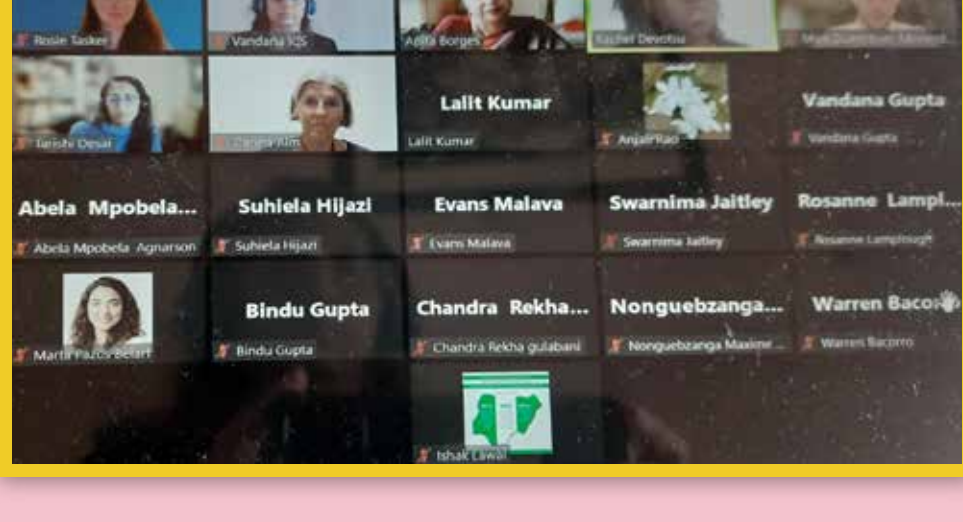 Rosie Tasker
Vandana ICS
Anita Borges
Rachel Devotsu
Tanishi Desai
Lalit Kumar
Lalit Kumar
Anjali Rao
Vandana Gupta
Vandana Gupta
Abela Mpobela...
Abela Mpobela Agnarson
Suhiela Hijazi
Suhiela Hijazi
Evans Malava
Evans Malava
Swarnima Jaitley
Swarnima Jaitley
Rosanne Lampl...
Rosanne Lamplough
Marta Pazos Belart
Bindu Gupta
Bindu Gupta
Chandra Rekha...
Chandra Rekha gulabani
Nonguebzanga...
Nonguebzanga Maxime...
Warren Bacorro
Warren Bacorro
Ishak Lawal